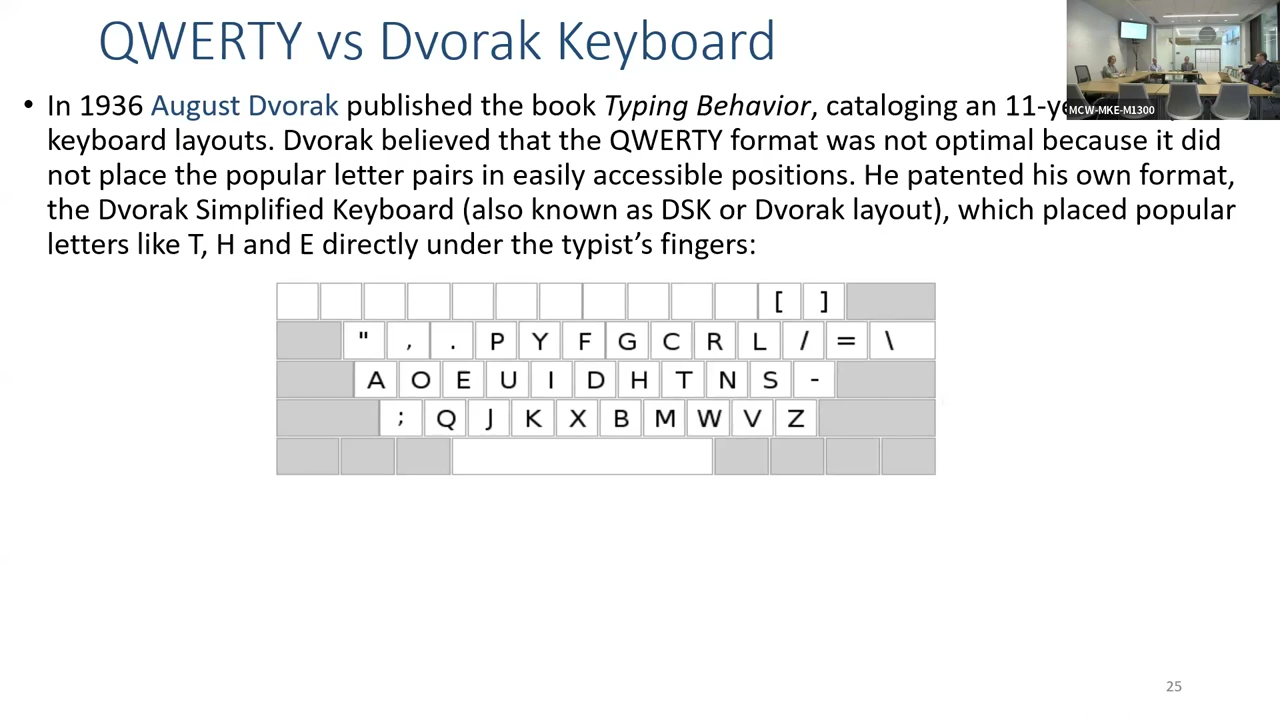 QWERTY vs Dvorak Keyboard
• In 1936 August Dvorak published the book Typing Behavior, cataloging an 11-ye
keyboard layouts. Dvorak believed that the QWERTY format was not optimal because it did
not place the popular letter pairs in easily accessible positions. He patented his own format,
the Dvorak Simplified Keyboard (also known as DSK or Dvorak layout), which placed popular
letters like T, H and E directly under the typist's fingers:
MCW-MKE-M1300
[ ]
" , . P Y F G C R L / = \
A O E U I D H T N S -
; Q J K X B M W V Z
25